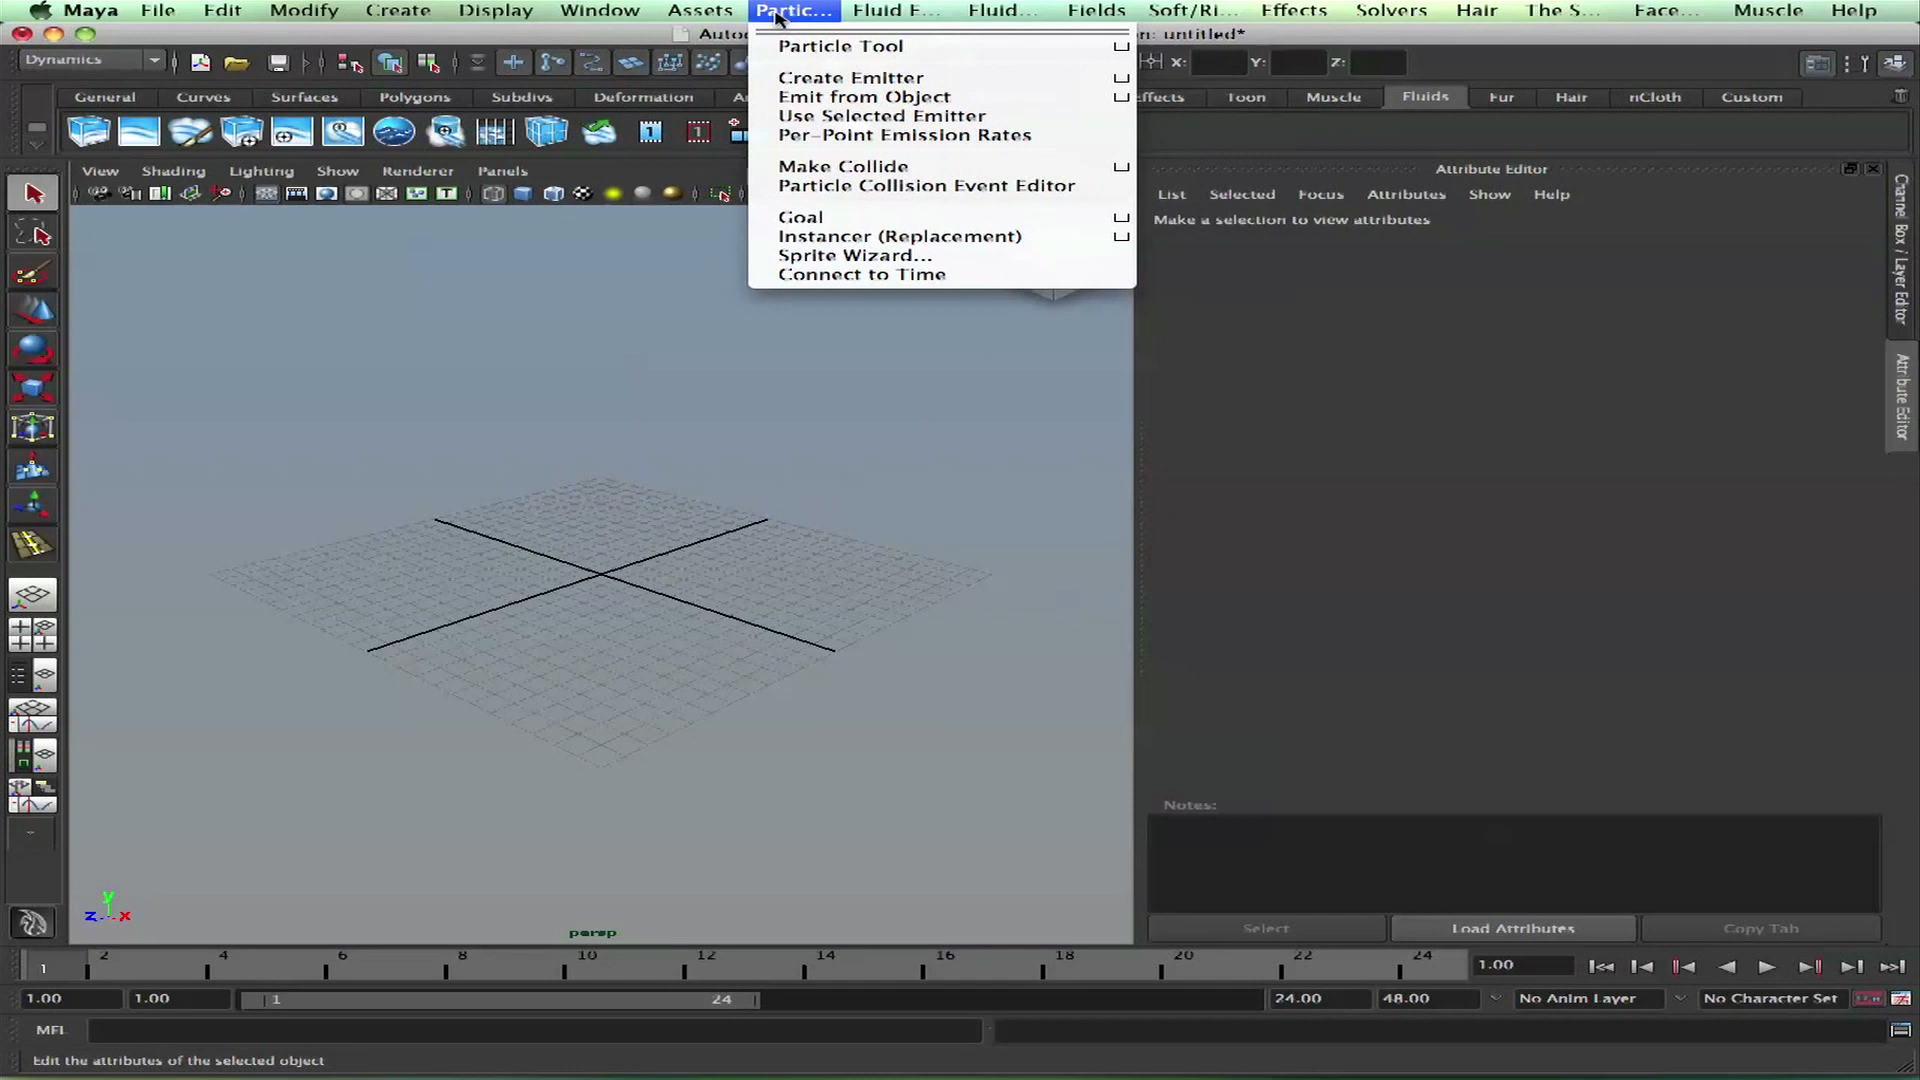 Maya File Edit Modify Create Display Window Assets Partic... Fluid E... Fluid... Fields Soft/Ri... Effects Solvers Hair The S... Face... Muscle Help
Autod
n: untitled*
Particle Tool
Create Emitter
Emit from Object
Use Selected Emitter
Per-Point Emission Rates
Make Collide
Particle Collision Event Editor
Goal
Instancer (Replacement)
Sprite Wizard...
Connect to Time
Dynamics
X: Y: Z:
General Curves Surfaces Polygons Subdivs Deformation An
ffects Toon Muscle Fluids Fur Hair nCloth Custom
View Shading Lighting Show Renderer Panels
Attribute Editor
List Selected Focus Attributes Show Help
Make a selection to view attributes
Channel Box / Layer Editor
Attribute Editor
Notes:
y
z x
persp
Select Load Attributes Copy Tab
1 2 4 6 8 10 12 14 16 18 20 22 24 1.00
1.00 1.00 1 24 24.00 48.00 No Anim Layer No Character Set
MEL
Edit the attributes of the selected object